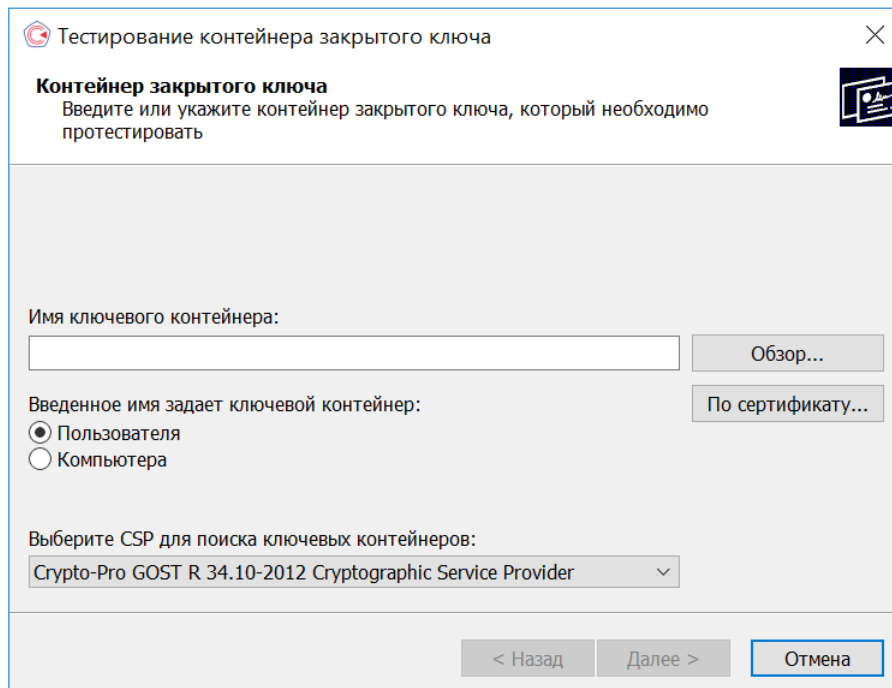 Тестирование контейнера закрытого ключа
Контейнер закрытого ключа
Введите или укажите контейнер закрытого ключа, который необходимо
протестировать
Имя ключевого контейнера:
Обзор...
Введенное имя задает ключевой контейнер:
По сертификату...
Пользователя
Компьютера
Выберите CSP для поиска ключевых контейнеров:
Crypto-Pro GOST R 34.10-2012 Cryptographic Service Provider
< Назад
Далее >
Отмена